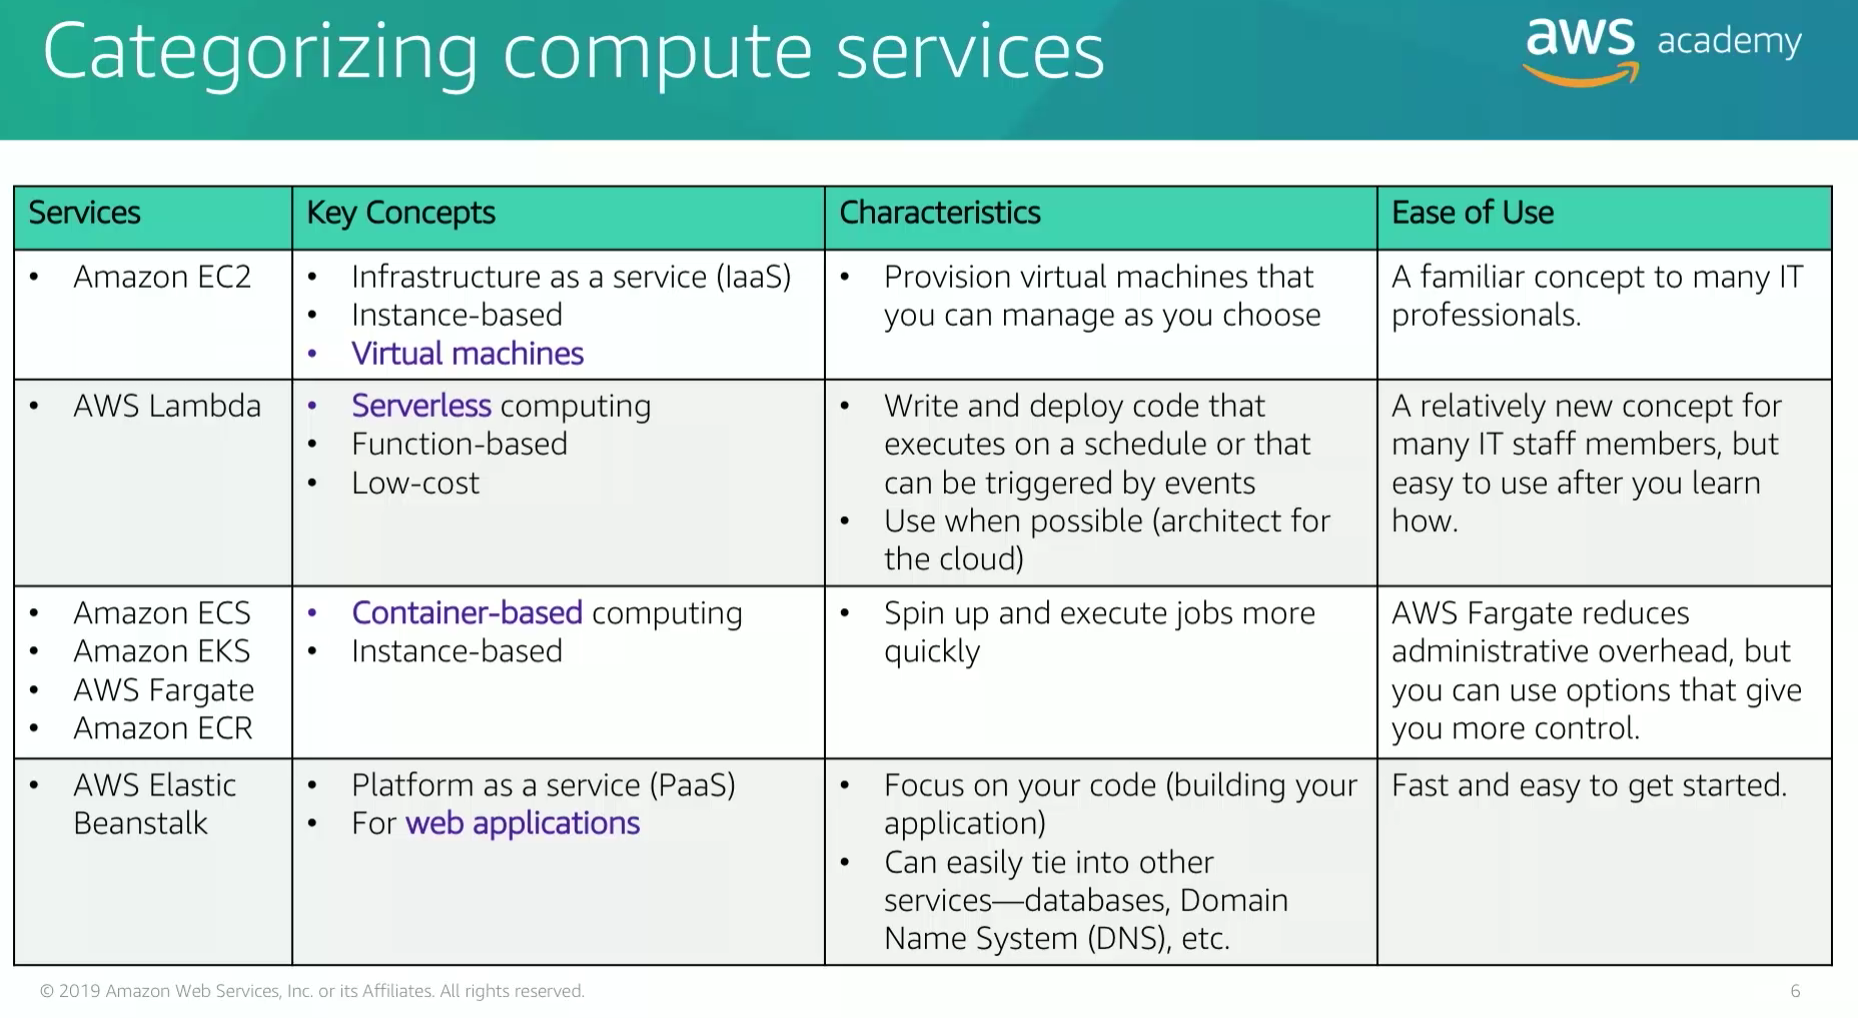 Categorizing compute services
aws academy
Services
Key Concepts
Characteristics
Ease of Use
• Amazon EC2
• Infrastructure as a service (IaaS)
• Instance-based
• Virtual machines
• Provision virtual machines that
you can manage as you choose
A familiar concept to many IT
professionals.
• AWS Lambda
• Serverless computing
• Function-based
• Low-cost
• Write and deploy code that
executes on a schedule or that
can be triggered by events
• Use when possible (architect for
the cloud)
A relatively new concept for
many IT staff members, but
easy to use after you learn
how.
• Amazon ECS
• Amazon EKS
• AWS Fargate
• Amazon ECR
• Container-based computing
• Instance-based
• Spin up and execute jobs more
quickly
AWS Fargate reduces
administrative overhead, but
you can use options that give
you more control.
• AWS Elastic
Beanstalk
• Platform as a service (PaaS)
• For web applications
• Focus on your code (building your
application)
• Can easily tie into other
services—databases, Domain
Name System (DNS), etc.
Fast and easy to get started.
© 2019 Amazon Web Services, Inc. or its Affiliates. All rights reserved.
6